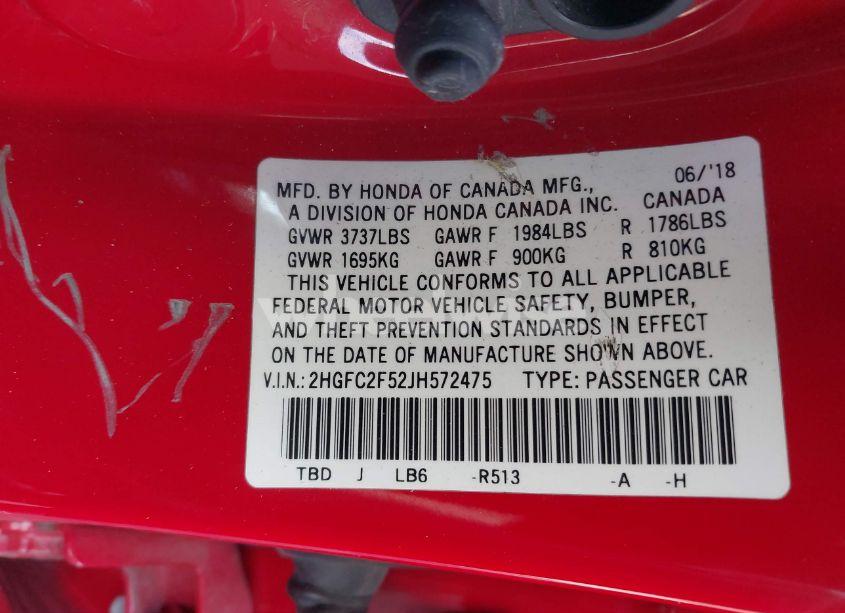 MFD. BY HONDA OF CANADA MFG., 06/'18
A DIVISION OF HONDA CANADA INC. CANADA
GVWR 3737LBS GAWR F 1984LBS R 1786LBS
GVWR 1695KG GAWR F 900KG R 810KG
THIS VEHICLE CONFORMS TO ALL APPLICABLE
FEDERAL MOTOR VEHICLE SAFETY, BUMPER,
AND THEFT PREVENTION STANDARDS IN EFFECT
ON THE DATE OF MANUFACTURE SHOWN ABOVE.
V.I.N.: 2HGFC2F52JH572475 TYPE: PASSENGER CAR
TBD J LB6 -R513 -A -H